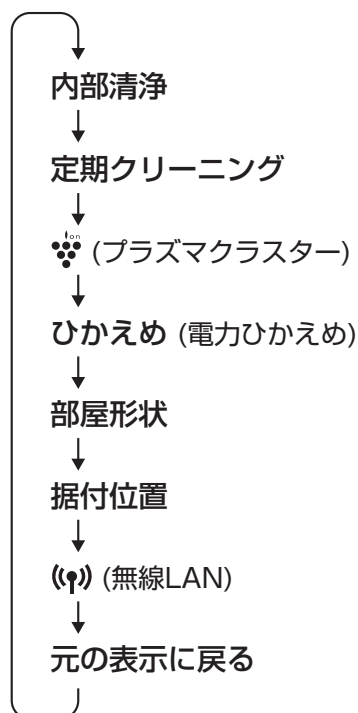 内部清浄
定期クリーニング
ion (プラズマクラスター)
ひかえめ (電力ひかえめ)
部屋形状
据付位置
(無線LAN)
元の表示に戻る